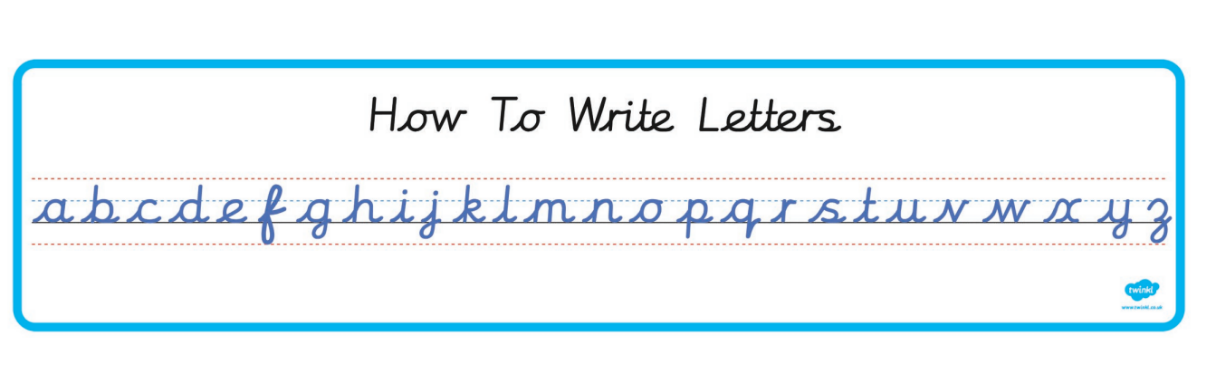 How To Write Letters
a b c d e f g h i j k l m n o p q r s t u v w x y z
twinkl
www.twinkl.co.uk